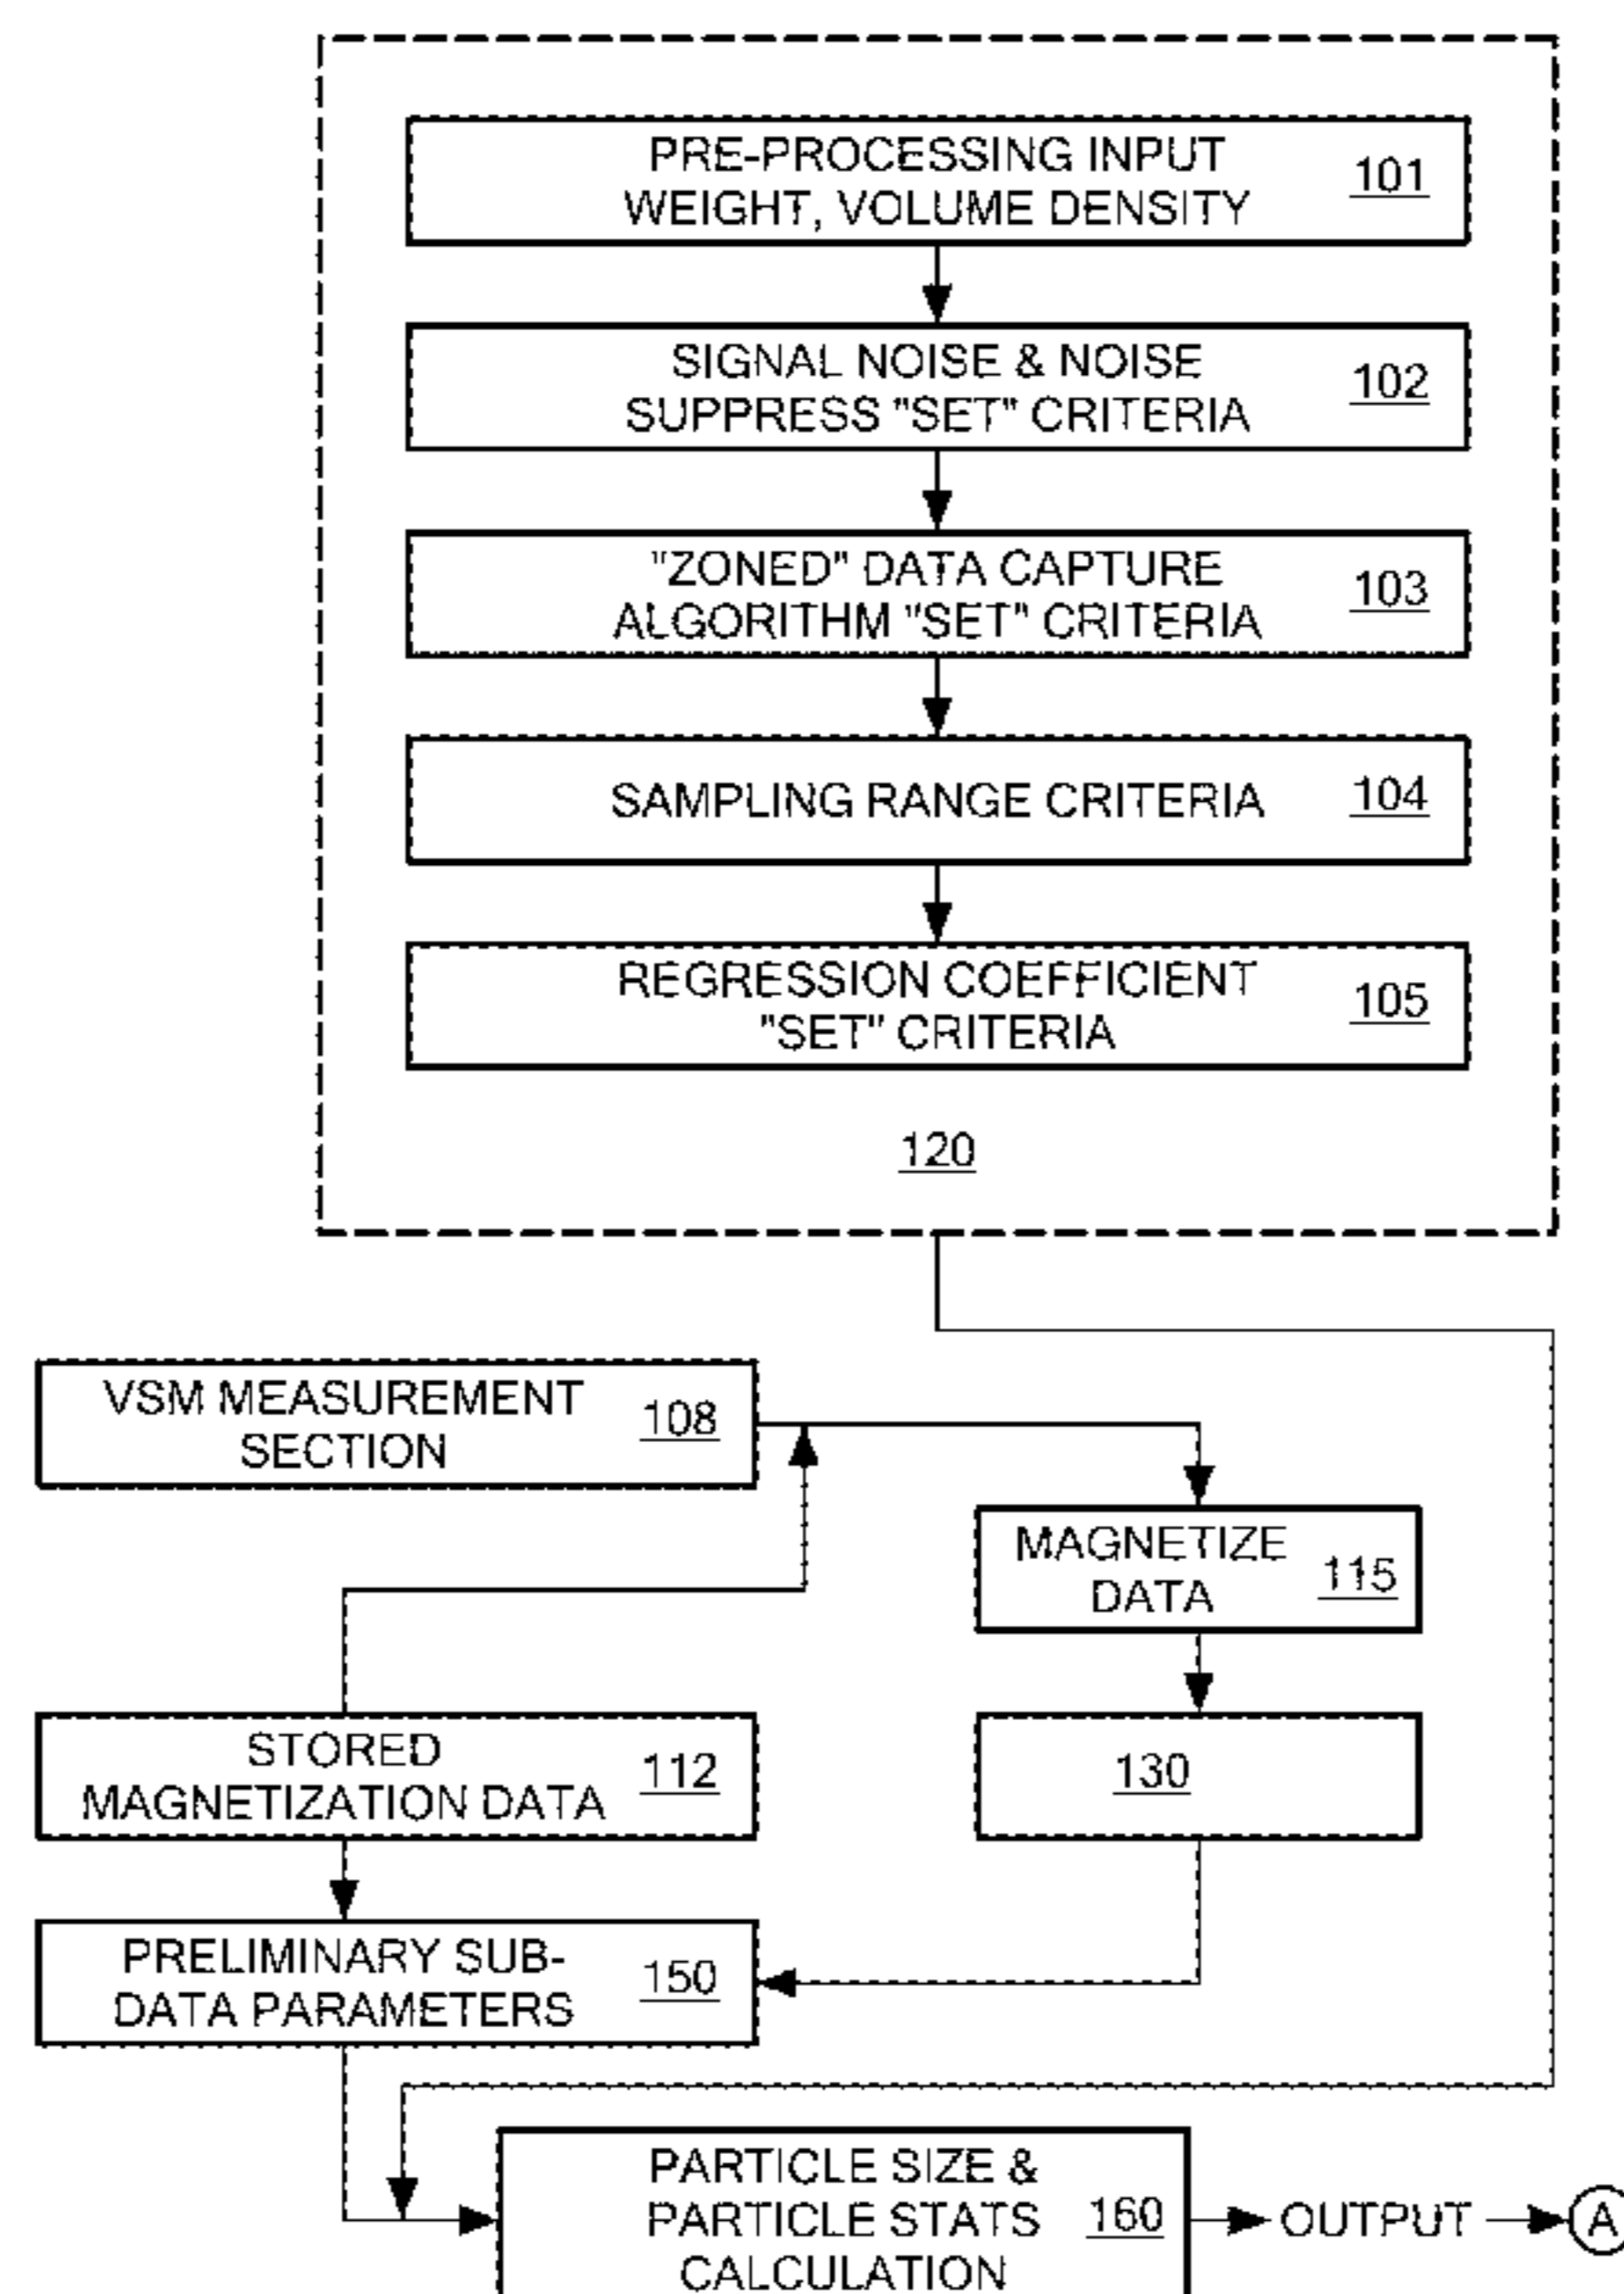 PRE-PROCESSING INPUT
WEIGHT, VOLUME DENSITY
101
SIGNAL NOISE & NOISE
SUPPRESS "SET" CRITERIA
102
"ZONED" DATA CAPTURE
ALGORITHM "SET" CRITERIA
103
SAMPLING RANGE CRITERIA
104
REGRESSION COEFFICIENT
"SET" CRITERIA
105
120
VSM MEASUREMENT
SECTION
108
MAGNETIZE
DATA
115
STORED
MAGNETIZATION DATA
112
130
PRELIMINARY SUB-
DATA PARAMETERS
150
PARTICLE SIZE &
PARTICLE STATS
CALCULATION
160
OUTPUT
A